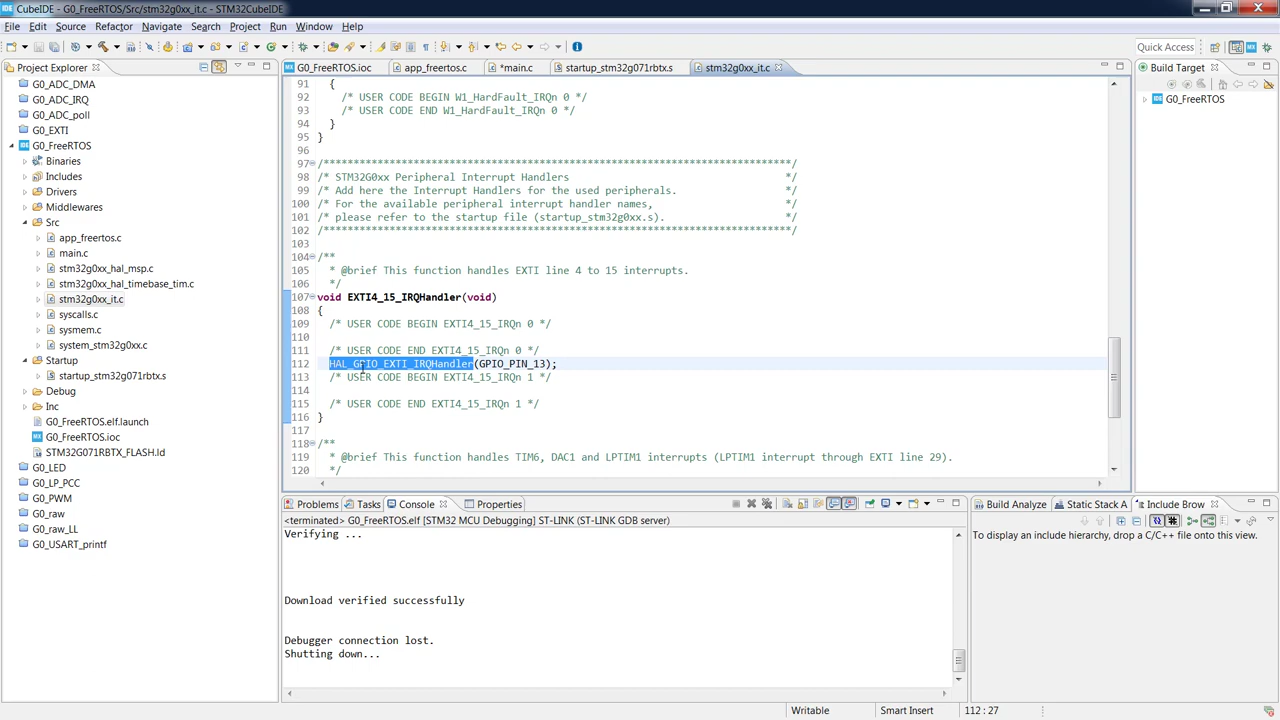 CubeIDE - G0_FreeRTOS/Src/stm32g0xx_it.c - STM32CubeIDE
File Edit Source Refactor Navigate Search Project Run Window Help
Quick Access
Project Explorer
G0_ADC_DMA
G0_ADC_IRQ
G0_ADC_poll
G0_EXTI
G0_FreeRTOS
Binaries
Includes
Drivers
Middlewares
Src
app_freertos.c
main.c
stm32g0xx_hal_msp.c
stm32g0xx_hal_timebase_tim.c
stm32g0xx_it.c
syscalls.c
sysmem.c
system_stm32g0xx.c
Startup
startup_stm32g071rbtx.s
Debug
Inc
G0_FreeRTOS.elf.launch
G0_FreeRTOS.ioc
STM32G071RBTX_FLASH.ld
G0_LED
G0_LP_PCC
G0_PWM
G0_raw
G0_raw_LL
G0_USART_printf
G0_FreeRTOS.ioc app_freertos.c *main.c startup_stm32g071rbtx.s stm32g0xx_it.c
91 {
92 /* USER CODE BEGIN W1_HardFault_IRQn 0 */
93 /* USER CODE END W1_HardFault_IRQn 0 */
94 }
95 }
96
97 /******************************************************************************/
98 /* STM32G0xx Peripheral Interrupt Handlers */
99 /* Add here the Interrupt Handlers for the used peripherals. */
100 /* For the available peripheral interrupt handler names, */
101 /* please refer to the startup file (startup_stm32g0xx.s). */
102 /******************************************************************************/
103
104 /**
105 * @brief This function handles EXTI line 4 to 15 interrupts.
106 */
107 void EXTI4_15_IRQHandler(void)
108 {
109 /* USER CODE BEGIN EXTI4_15_IRQn 0 */
110
111 /* USER CODE END EXTI4_15_IRQn 0 */
112 HAL_GPIO_EXTI_IRQHandler(GPIO_PIN_13);
113 /* USER CODE BEGIN EXTI4_15_IRQn 1 */
114
115 /* USER CODE END EXTI4_15_IRQn 1 */
116 }
117
118 /**
119 * @brief This function handles TIM6, DAC1 and LPTIM1 interrupts (LPTIM1 interrupt through EXTI line 29).
120 */
Build Target
G0_FreeRTOS
Problems Tasks Console Properties
<terminated> G0_FreeRTOS.elf [STM32 MCU Debugging] ST-LINK (ST-LINK GDB server)
Verifying ...
Download verified successfully
Debugger connection lost.
Shutting down...
Build Analyze Static Stack A Include Brow
To display an include hierarchy, drop a C/C++ file onto this view.
Writable Smart Insert 112 : 27